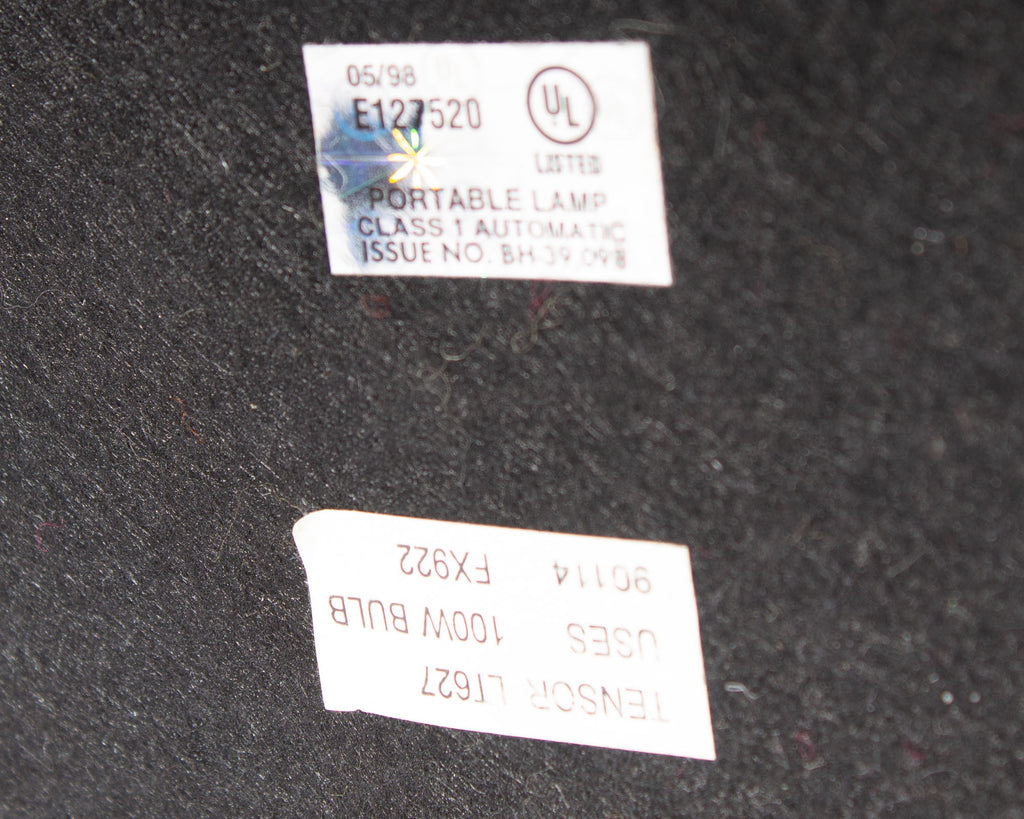 05/98
E127520
UL
LISTED
PORTABLE LAMP
CLASS 1 AUTOMATIC
ISSUE NO. BH-39,098
TENSOR LT627
USES 100W BULB
90114 FX922